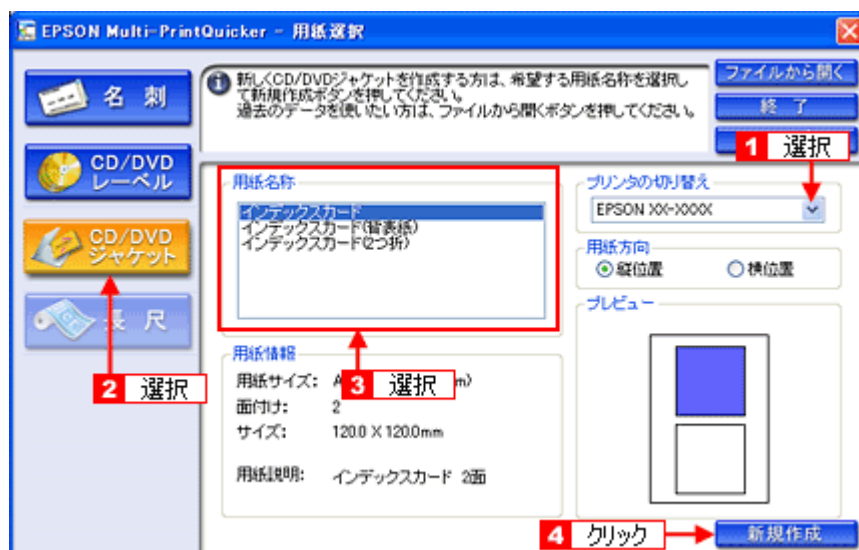 EPSON Multi-PrintQuicker - 用紙選択
名 刺
CD/DVD
レーベル
CD/DVD
ジャケット
長 尺
新しくCD/DVDジャケットを作成する方は、希望する用紙名称を選択し
て新規作成ボタンを押してください。
過去のデータを使いたい方は、ファイルから開くボタンを押してください。
ファイルから開く
終 了
1 選択
用紙名称
インデックスカード
インデックスカード(背表紙)
インデックスカード(2つ折)
プリンタの切り替え
EPSON XX-XXXX
用紙方向
縦位置
横位置
プレビュー
2 選択
3 選択
用紙情報
用紙サイズ: A
面付け: 2
サイズ: 120.0 X 120.0mm
用紙説明: インデックスカード 2面
4 クリック
新規作成